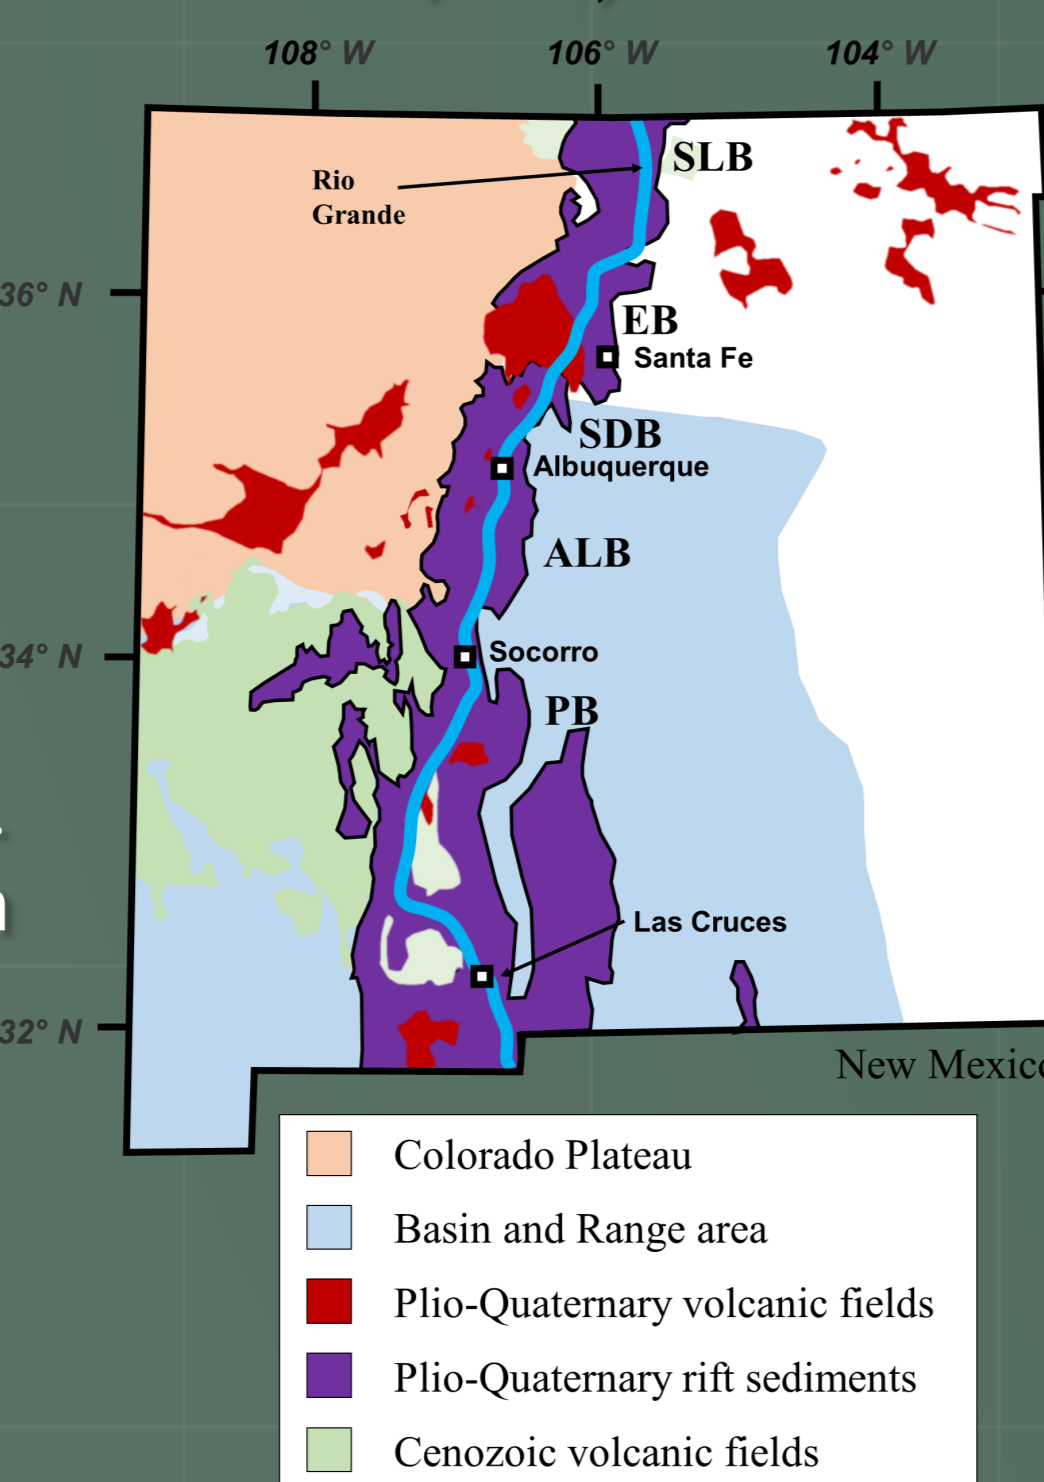 108° W 106° W 104° W
SLB
Rio
Grande
36° N
EB
Santa Fe
SDB
Albuquerque
ALB
34° N
Socorro
PB
Las Cruces
32° N
New Mexico
Colorado Plateau
Basin and Range area
Plio-Quaternary volcanic fields
Plio-Quaternary rift sediments
Cenozoic volcanic fields